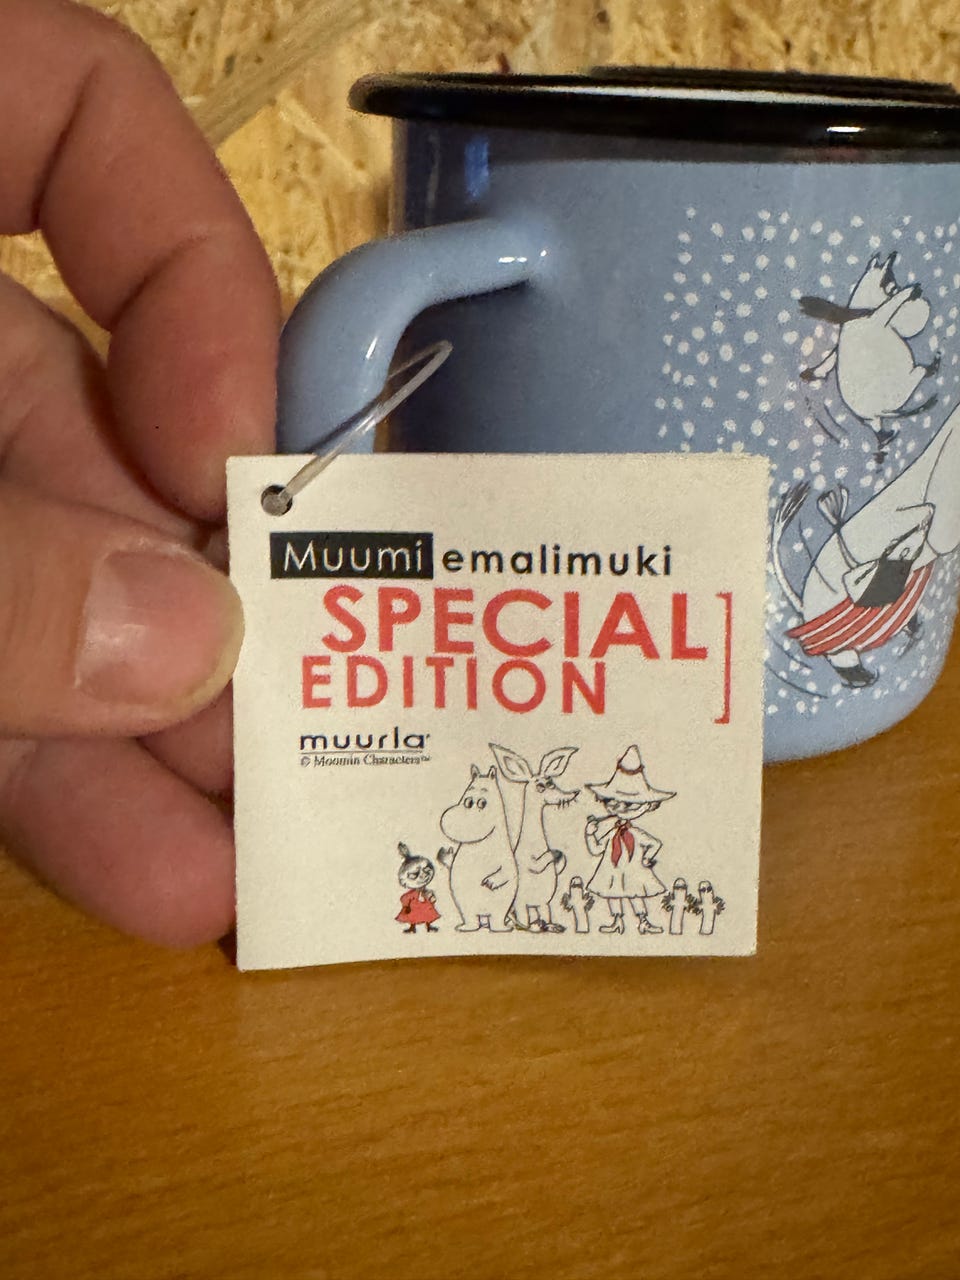 Muumi emalimuki
SPECIAL
EDITION
muurla®
© Moomin Characters™